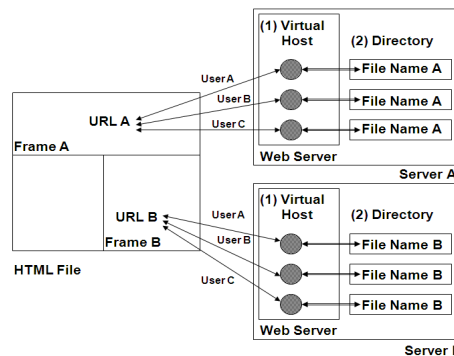 (1) Virtual
Host
(2) Directory
User A
File Name A
User B
File Name A
URL A
User C
File Name A
Frame A
Web Server
Server A
(1) Virtual
Host
(2) Directory
User A
URL B
User B
File Name B
Frame B
File Name B
HTML File
User C
File Name B
Web Server
Server